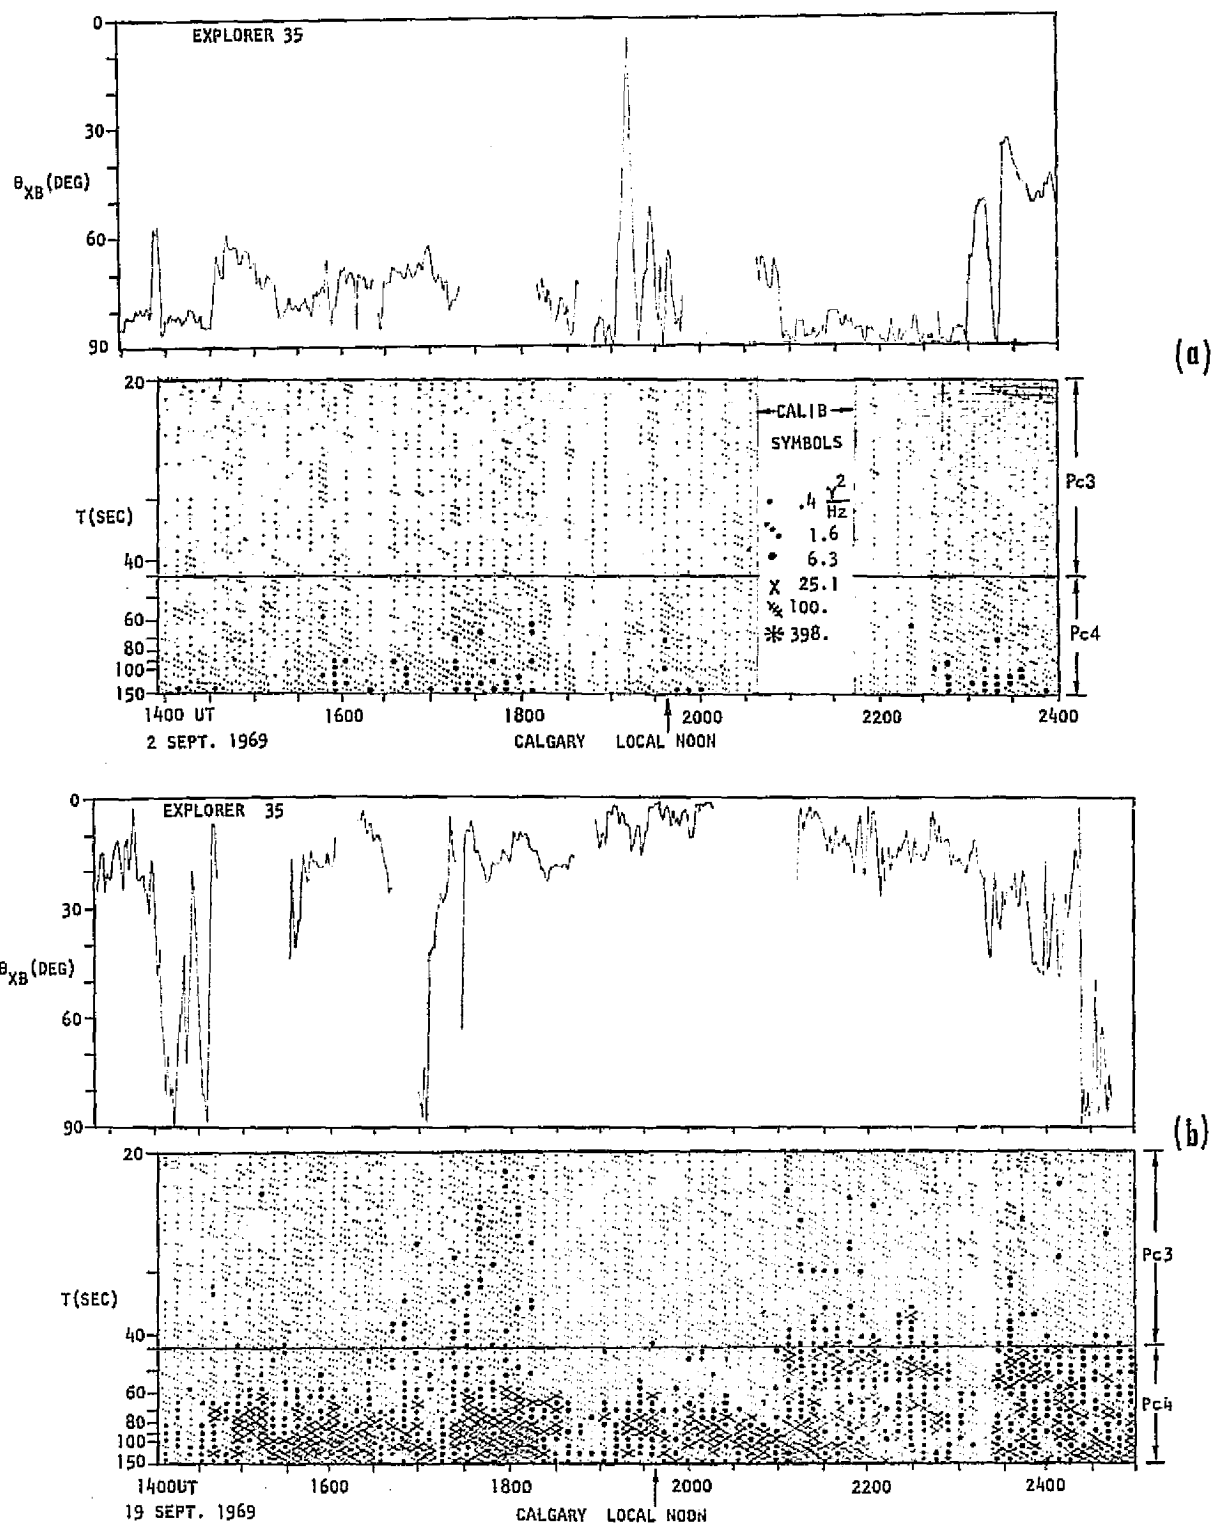 0
EXPLORER 35
30
θXB (DEG)
60
90
(a)
20
CALIB
SYMBOLS
.4 γ²/Hz
1.6
6.3
X 25.1
100.
398.
T(SEC)
40
60
80
100
150
Pc3
Pc4
1400 UT 1600 1800 2000 2200 2400
2 SEPT. 1969 CALGARY LOCAL NOON
0
EXPLORER 35
30
θXB (DEG)
60
90
(b)
20
T(SEC)
40
60
80
100
150
Pc3
Pc4
1400UT 1600 1800 2000 2200 2400
19 SEPT. 1969 CALGARY LOCAL NOON